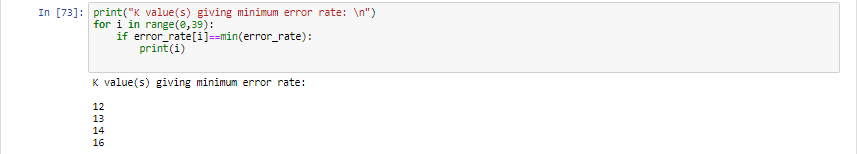 In [73]: print("K value(s) giving minimum error rate: \n")
for i in range(0,39):
    if error_rate[i]==min(error_rate):
        print(i)
K value(s) giving minimum error rate:
12
13
14
16